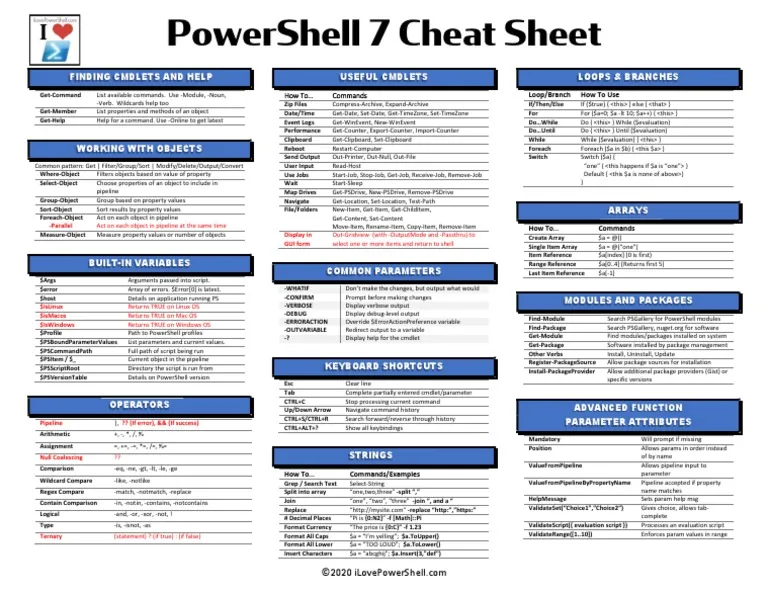 iLovePowerShell.com
I
PowerShell 7 Cheat Sheet
FINDING CMDLETS AND HELP
Get-Command List available commands. Use -Module, -Noun,
-Verb. Wildcards help too
Get-Member List properties and methods of an object
Get-Help Help for a command. Use -Online to get latest
WORKING WITH OBJECTS
Common pattern: Get | Filter/Group/Sort | Modify/Delete/Output/Convert
Where-Object Filters objects based on value of property
Select-Object Choose properties of an object to include in
pipeline
Group-Object Group based on property values
Sort-Object Sort results by property values
Foreach-Object Act on each object in pipeline
-Parallel Act on each object in pipeline at the same time
Measure-Object Measure property values or number of objects
BUILT-IN VARIABLES
$Args Arguments passed into script.
$error Array of errors. $Error[0] is latest.
$host Details on application running PS
$IsLinux Returns TRUE on Linux OS
$IsMacos Returns TRUE on Mac OS
$IsWindows Returns TRUE on Windows OS
$Profile Path to PowerShell profiles
$PSBoundParameterValues List parameters and current values.
$PSCommandPath Full path of script being run
$PSItem / $_ Current object in the pipeline
$PSScriptRoot Directory the script is run from
$PSVersionTable Details on PowerShell version
OPERATORS
Pipeline |, ?? (If error), && (if success)
Arithmetic +, -, *, /, %
Assignment =, +=, -=, *=, /=, %=
Null Coalescing ??
Comparison -eq, -ne, -gt, -lt, -le, -ge
Wildcard Compare -like, -notlike
Regex Compare -match, -notmatch, -replace
Contain Comparison -in, -notin, -contains, -notcontains
Logical -and, -or, -xor, -not, !
Type -is, -isnot, -as
Ternary (statement) ? (if true) : (if false)
USEFUL CMDLETS
How To... Commands
Zip Files Compress-Archive, Expand-Archive
Date/Time Get-Date, Set-Date, Get-TimeZone, Set-TimeZone
Event Logs Get-WinEvent, New-WinEvent
Performance Get-Counter, Export-Counter, Import-Counter
Clipboard Get-Clipboard, Set-Clipboard
Reboot Restart-Computer
Send Output Out-Printer, Out-Null, Out-File
User Input Read-Host
Use Jobs Start-Job, Stop-Job, Get-Job, Receive-Job, Remove-Job
Wait Start-Sleep
Map Drives Get-PSDrive, New-PSDrive, Remove-PSDrive
Navigate Get-Location, Set-Location, Test-Path
File/Folders New-Item, Get-Item, Get-ChildItem,
Get-Content, Set-Content
Move-Item, Rename-Item, Copy-Item, Remove-Item
Display in Out-Gridview (with -OutputMode and -Passthru) to
GUI form select one or more items and return to shell
COMMON PARAMETERS
-WHATIF Don't make the changes, but output what would
-CONFIRM Prompt before making changes
-VERBOSE Display verbose output
-DEBUG Display debug-level output
-ERRORACTION Override $ErrorActionPreference variable
-OUTVARIABLE Redirect output to a variable
-? Display help for the cmdlet
KEYBOARD SHORTCUTS
Esc Clear line
Tab Complete partially entered cmdlet/parameter
CTRL+C Stop processing current command
Up/Down Arrow Navigate command history
CTRL+S/CTRL+R Search forward/reverse through history
CTRL+ALT+? Show all keybindings
STRINGS
How To... Commands/Examples
Grep / Search Text Select-String
Split into array "one,two,three" -split ","
Join "one", "two", "three" -join ", and a "
Replace "http://mysite.com" -replace "http:","https:"
# Decimal Places "Pi is {0:N2}" -f [Math]::Pi
Format Currency "The price is {0:C}" -f 1.23
Format All Caps $a = "I'm yelling"; $a.ToUpper()
Format All Lower $a = "TOO LOUD"; $a.ToLower()
Insert Characters $a = "abcghij"; $a.Insert(3,"def")
LOOPS & BRANCHES
Loop/Branch How To Use
If/Then/Else If ($true) { <this> } else { <that> }
For For ($a=0; $a -lt 10; $a++) { <this> }
Do...While Do { <this> } While ($evaluation)
Do...Until Do { <this> } Until ($evaluation)
While While ($evaluation) { <this> }
Foreach Foreach ($a in $b) { <this $a> }
Switch Switch ($a) {
"one" { <this happens if $a is "one"> }
Default { <this $a is none of above>}
}
ARRAYS
How To... Commands
Create Array $a = @()
Single Item Array $a = @("one")
Item Reference $a[index] (0 is first)
Range Reference $a[0..4] (Returns first 5)
Last Item Reference $a[-1]
MODULES AND PACKAGES
Find-Module Search PSGallery for PowerShell modules
Find-Package Search PSGallery, nuget.org for software
Get-Module Find modules/packages installed on system
Get-Package Software installed by package management
Other Verbs Install, Uninstall, Update
Register-PackageSource Allow package sources for installation
Install-PackageProvider Allow additional package providers (Gist) or
specific versions
ADVANCED FUNCTION
PARAMETER ATTRIBUTES
Mandatory Will prompt if missing
Position Allows params in order instead
of by name
ValueFromPipeline Allows pipeline input to
parameter
ValueFromPipelineByPropertyName Pipeline accepted if property
name matches
HelpMessage Sets param help msg
ValidateSet("Choice1","Choice2") Gives choice, allows tab-
complete
ValidateScript({ evaluation script }) Processes an evaluation script
ValidateRange([1..10]) Enforces param values in range
©2020 iLovePowerShell.com